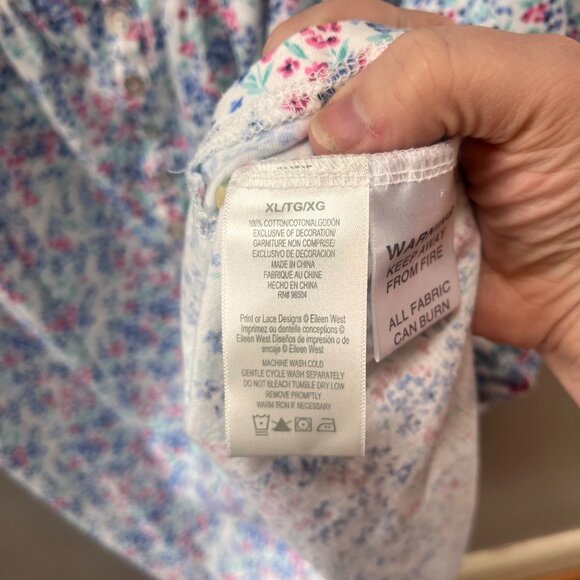 XL/TG/XG
100% COTTON/COTON/ALGODÓN
EXCLUSIVE OF DECORATION/
GARNITURE NON COMPRISE/
EXCLUSIVO DE DECORACIÓN
MADE IN CHINA
FABRIQUE AU CHINE
HECHO EN CHINA
RN# 96504
Print or Lace Designs © Eileen West
Imprimez ou dentelle conceptions ©
Eileen West Diseños de impresión o de
encaje © Eileen West
MACHINE WASH COLD
GENTLE CYCLE WASH SEPARATELY
DO NOT BLEACH TUMBLE DRY LOW
REMOVE PROMPTLY
WARM IRON IF NECESSARY
WARNING
KEEP AWAY
FROM FIRE
ALL FABRIC
CAN BURN